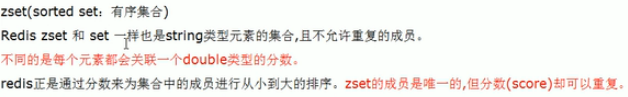 zset(sorted set：有序集合)
Redis zset 和 set 一样也是string类型元素的集合,且不允许重复的成员。
不同的是每个元素都会关联一个double类型的分数。
redis正是通过分数来为集合中的成员进行从小到大的排序。zset的成员是唯一的,但分数(score)却可以重复。